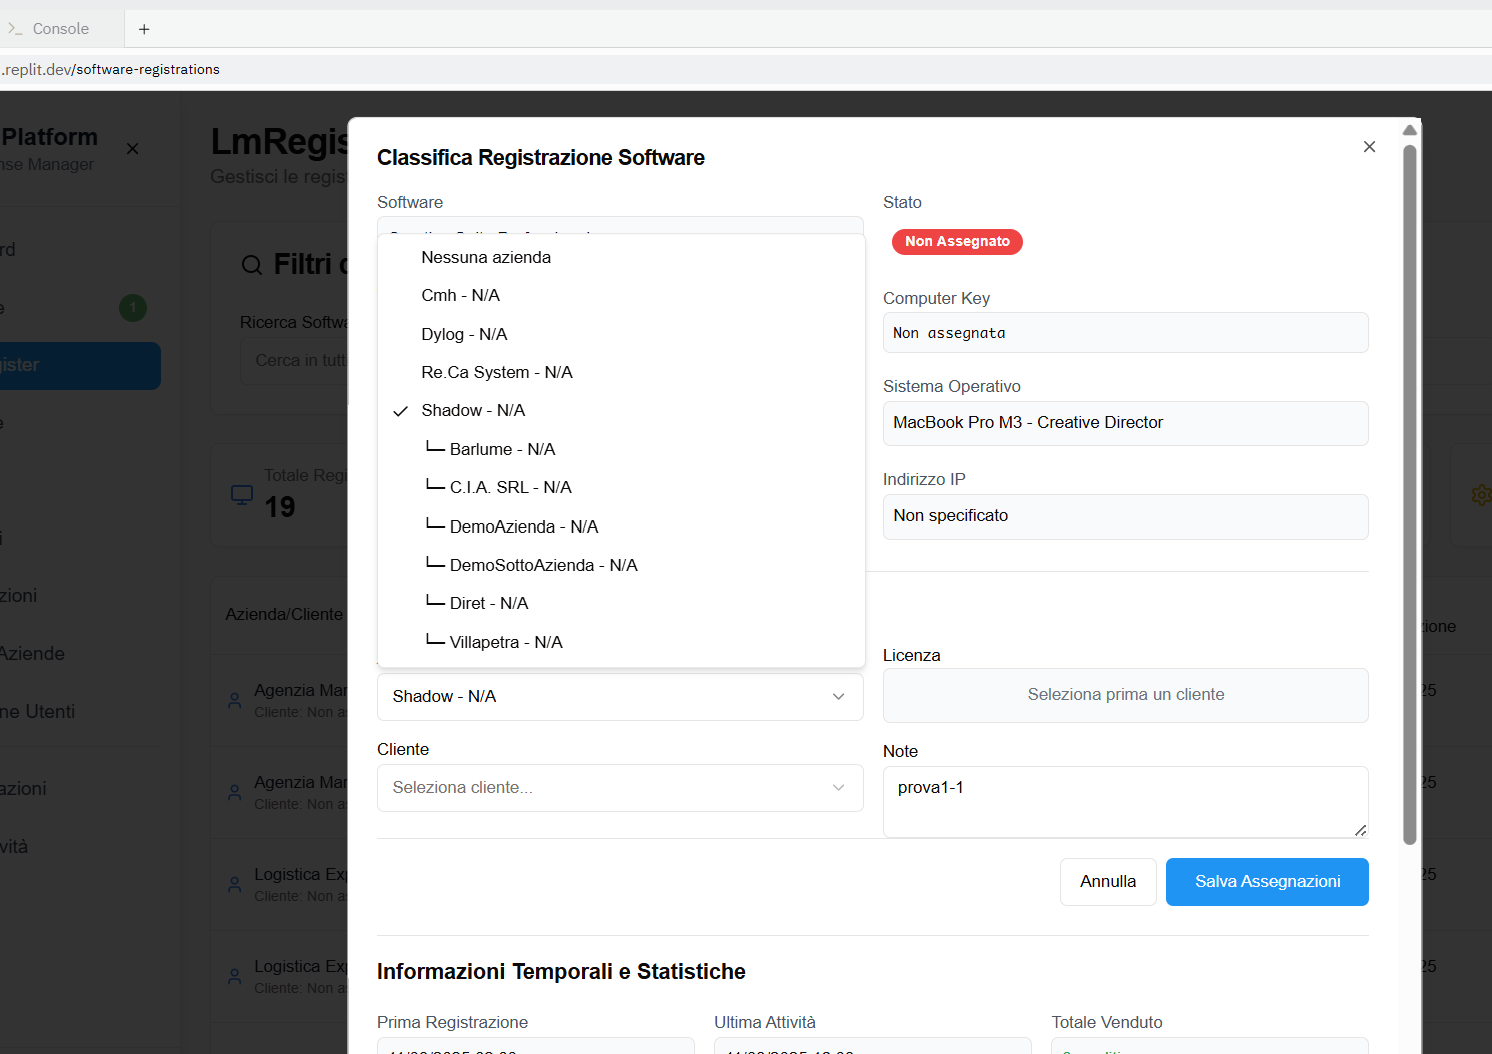 Console
.replit.dev/software-registrations
Platform
nse Manager
LmRegis
Gestisci le regis
rd
1
ister
Filtri
Ricerca Softwa
Cerca in tutt
Totale Regi
19
zioni
Aziende
ne Utenti
azioni
vità
Azienda/Cliente
zione
Agenzia Mar
Cliente: Non a
25
Agenzia Mar
Cliente: Non a
25
Logistica Exp
Cliente: Non a
25
Logistica Exp
Cliente: Non a
25
Classifica Registrazione Software
Software
Stato
Non Assegnato
Computer Key
Non assegnata
Sistema Operativo
MacBook Pro M3 - Creative Director
Indirizzo IP
Non specificato
Nessuna azienda
Cmh - N/A
Dylog - N/A
Re.Ca System - N/A
Shadow - N/A
└─ Barlume - N/A
└─ C.I.A. SRL - N/A
└─ DemoAzienda - N/A
└─ DemoSottoAzienda - N/A
└─ Diret - N/A
└─ Villapetra - N/A
Shadow - N/A
Licenza
Seleziona prima un cliente
Cliente
Seleziona cliente...
Note
prova1-1
Annulla
Salva Assegnazioni
Informazioni Temporali e Statistiche
Prima Registrazione
Ultima Attività
Totale Venduto